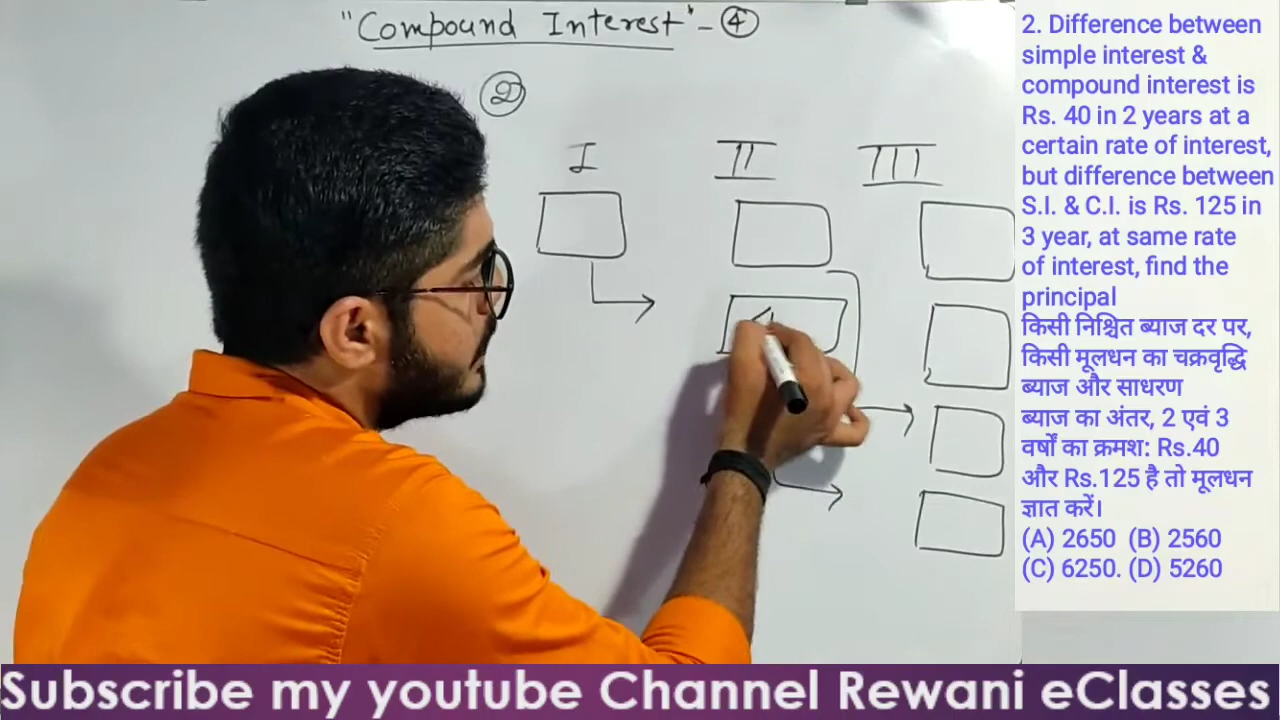 "Compound Interest" - ④
②
I II III
2. Difference between
simple interest &
compound interest is
Rs. 40 in 2 years at a
certain rate of interest,
but difference between
S.I. & C.I. is Rs. 125 in
3 year, at same rate
of interest, find the
principal
किसी निश्चित ब्याज दर पर,
किसी मूलधन का चक्रवृद्धि
ब्याज और साधारण
ब्याज का अंतर, 2 एवं 3
वर्षों का क्रमश: Rs.40
और Rs.125 है तो मूलधन
ज्ञात करें।
(A) 2650 (B) 2560
(C) 6250. (D) 5260
Subscribe my youtube Channel Rewani eClasses